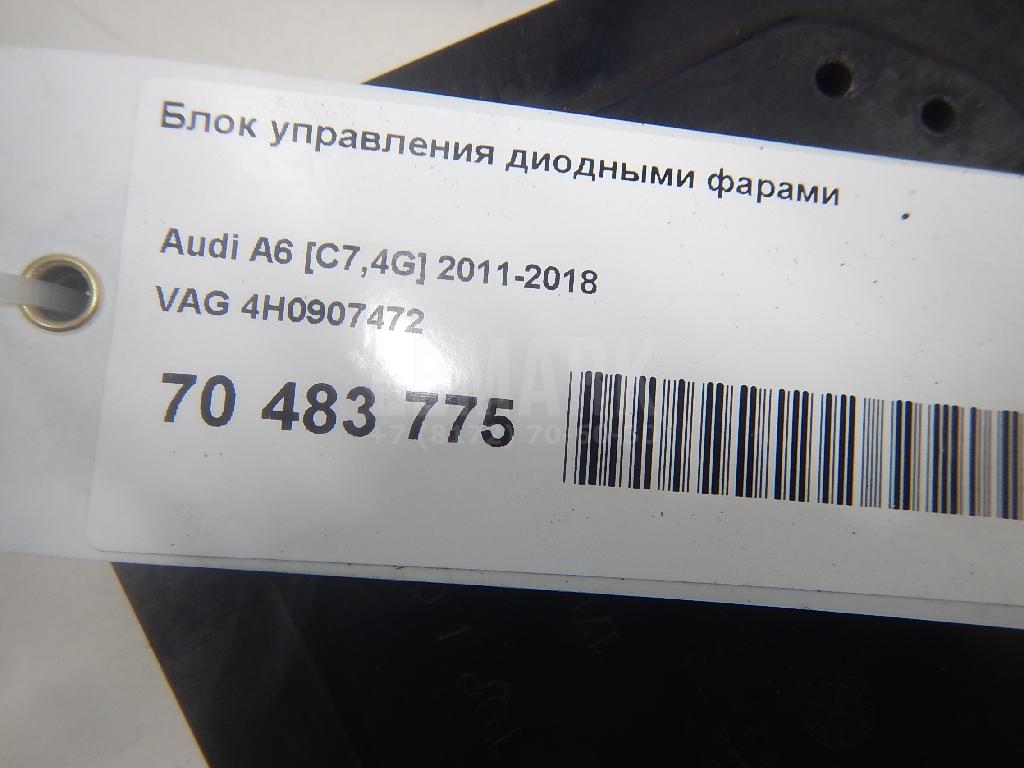 Блок управления диодными фарами
Audi A6 [C7,4G] 2011-2018
VAG 4H0907472
70 483 775